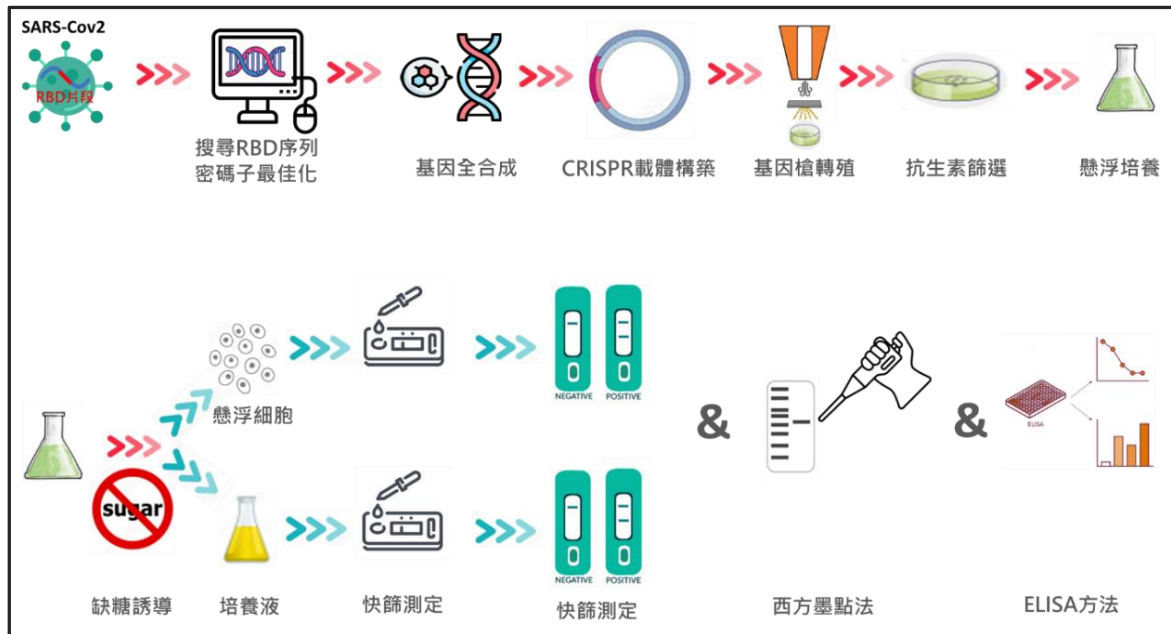 SARS-Cov2
RBD片段
搜尋RBD序列
密碼子最佳化
基因全合成
CRISPR載體構築
基因槍轉殖
抗生素篩選
懸浮培養
懸浮細胞
NEGATIVE
POSITIVE
&
&
ELISA
sugar
NEGATIVE
POSITIVE
缺糖誘導
培養液
快篩測定
快篩測定
西方墨點法
ELISA方法